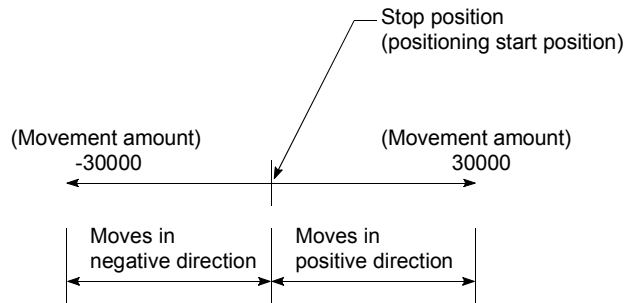 Stop position
(positioning start position)
(Movement amount)
-30000
(Movement amount)
30000
Moves in
negative direction
Moves in
positive direction